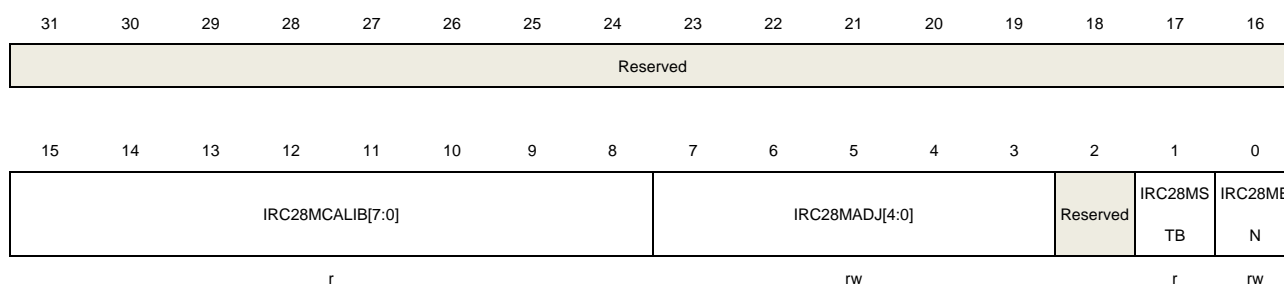 31 30 29 28 27 26 25 24 23 22 21 20 19 18 17 16
Reserved
15 14 13 12 11 10 9 8 7 6 5 4 3 2 1 0
IRC28MCALIB[7:0] IRC28MADJ[4:0] Reserved IRC28MS IRC28ME
TB N
r rw r rw